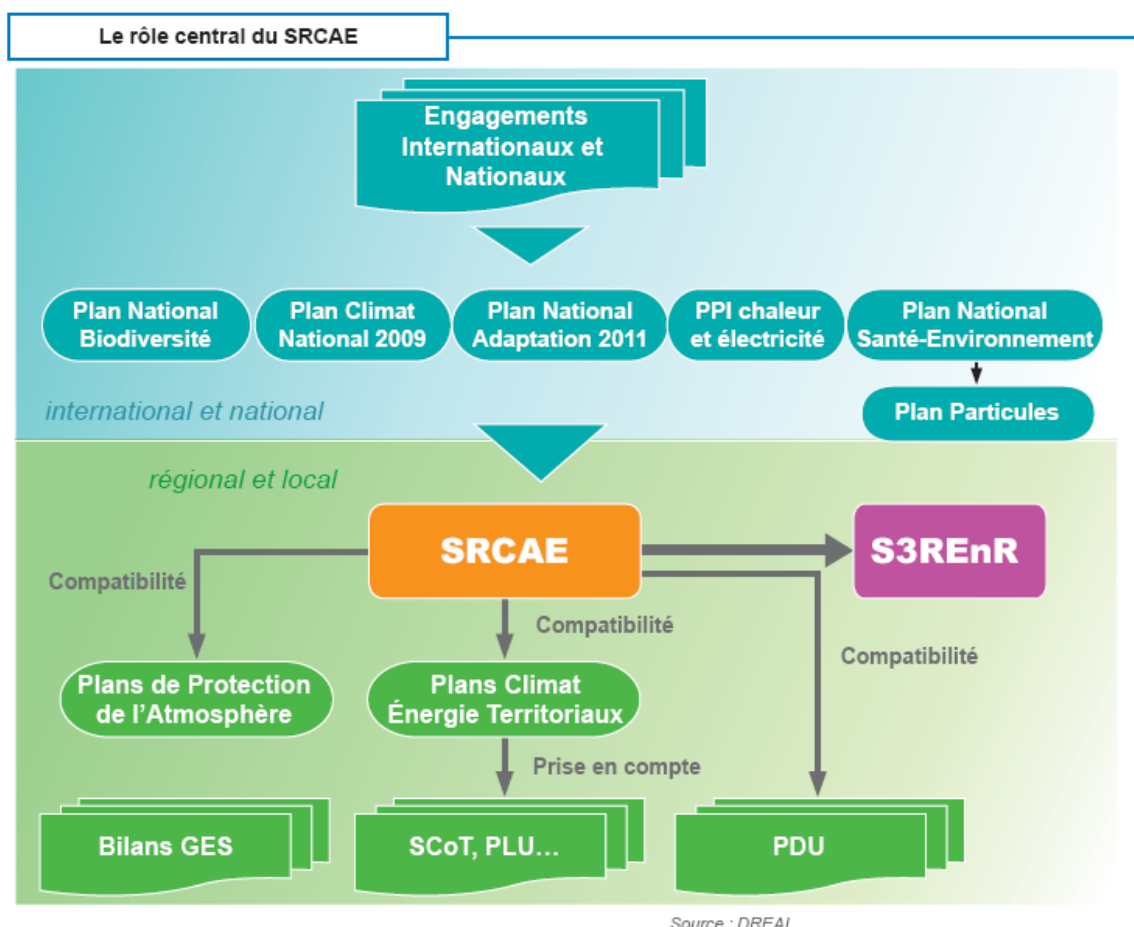 Le rôle central du SRCAE
Engagements
Internationaux et
Nationaux
Plan National
Biodiversité
Plan Climat
National 2009
Plan National
Adaptation 2011
PPI chaleur
et électricité
Plan National
Santé-Environnement
Plan Particules
international et national
régional et local
SRCAE
S3REnR
Compatibilité
Compatibilité
Compatibilité
Plans de Protection
de l’Atmosphère
Plans Climat
Énergie Territoriaux
Prise en compte
Bilans GES
SCoT, PLU…
PDU
Source : DREAL